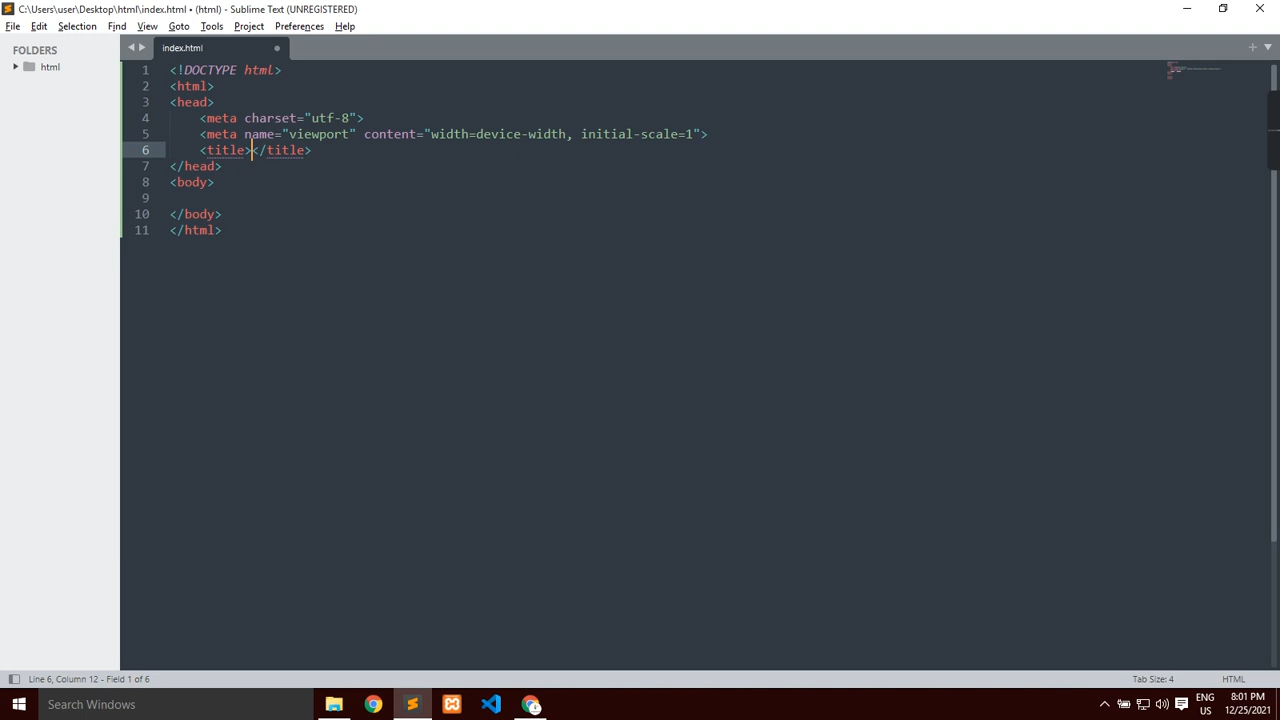 C:\Users\user\Desktop\html\index.html • (html) - Sublime Text (UNREGISTERED)
File Edit Selection Find View Goto Tools Project Preferences Help
FOLDERS
html
index.html
1 <!DOCTYPE html>
2 <html>
3 <head>
4 <meta charset="utf-8">
5 <meta name="viewport" content="width=device-width, initial-scale=1">
6 <title></title>
7 </head>
8 <body>
9
10 </body>
11 </html>
Line 6, Column 12 - Field 1 of 6
Tab Size: 4
HTML
Search Windows
ENG
US
8:01 PM
12/25/2021